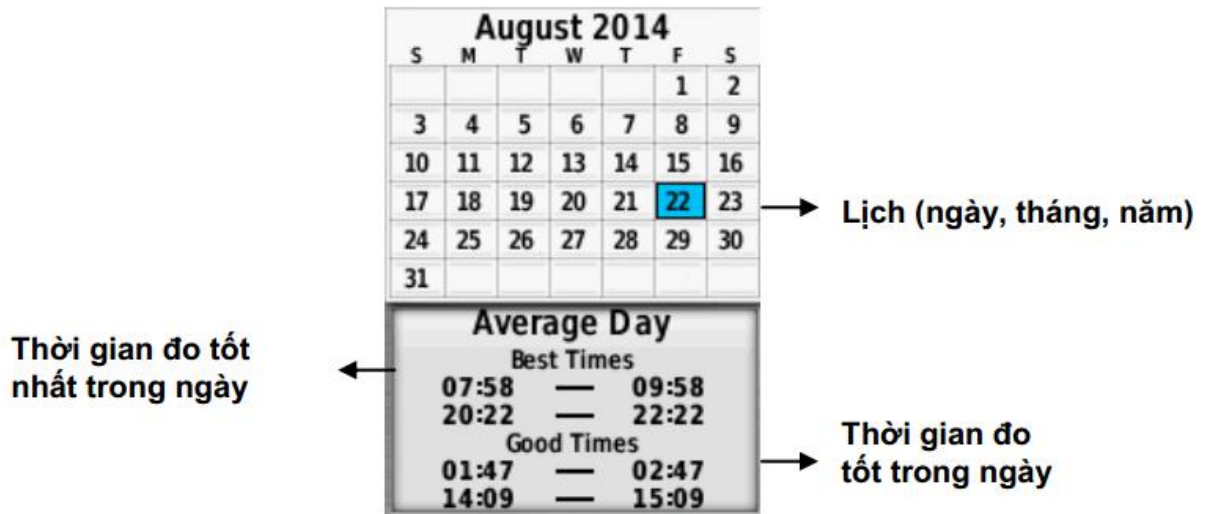 August 2014
S M T W T F S
1 2
3 4 5 6 7 8 9
10 11 12 13 14 15 16
17 18 19 20 21 22 23
Lịch (ngày, tháng, năm)
24 25 26 27 28 29 30
31
Average Day
Thời gian đo tốt
nhất trong ngày
Best Times
07:58 — 09:58
20:22 — 22:22
Good Times
01:47 — 02:47
14:09 — 15:09
Thời gian đo
tốt trong ngày